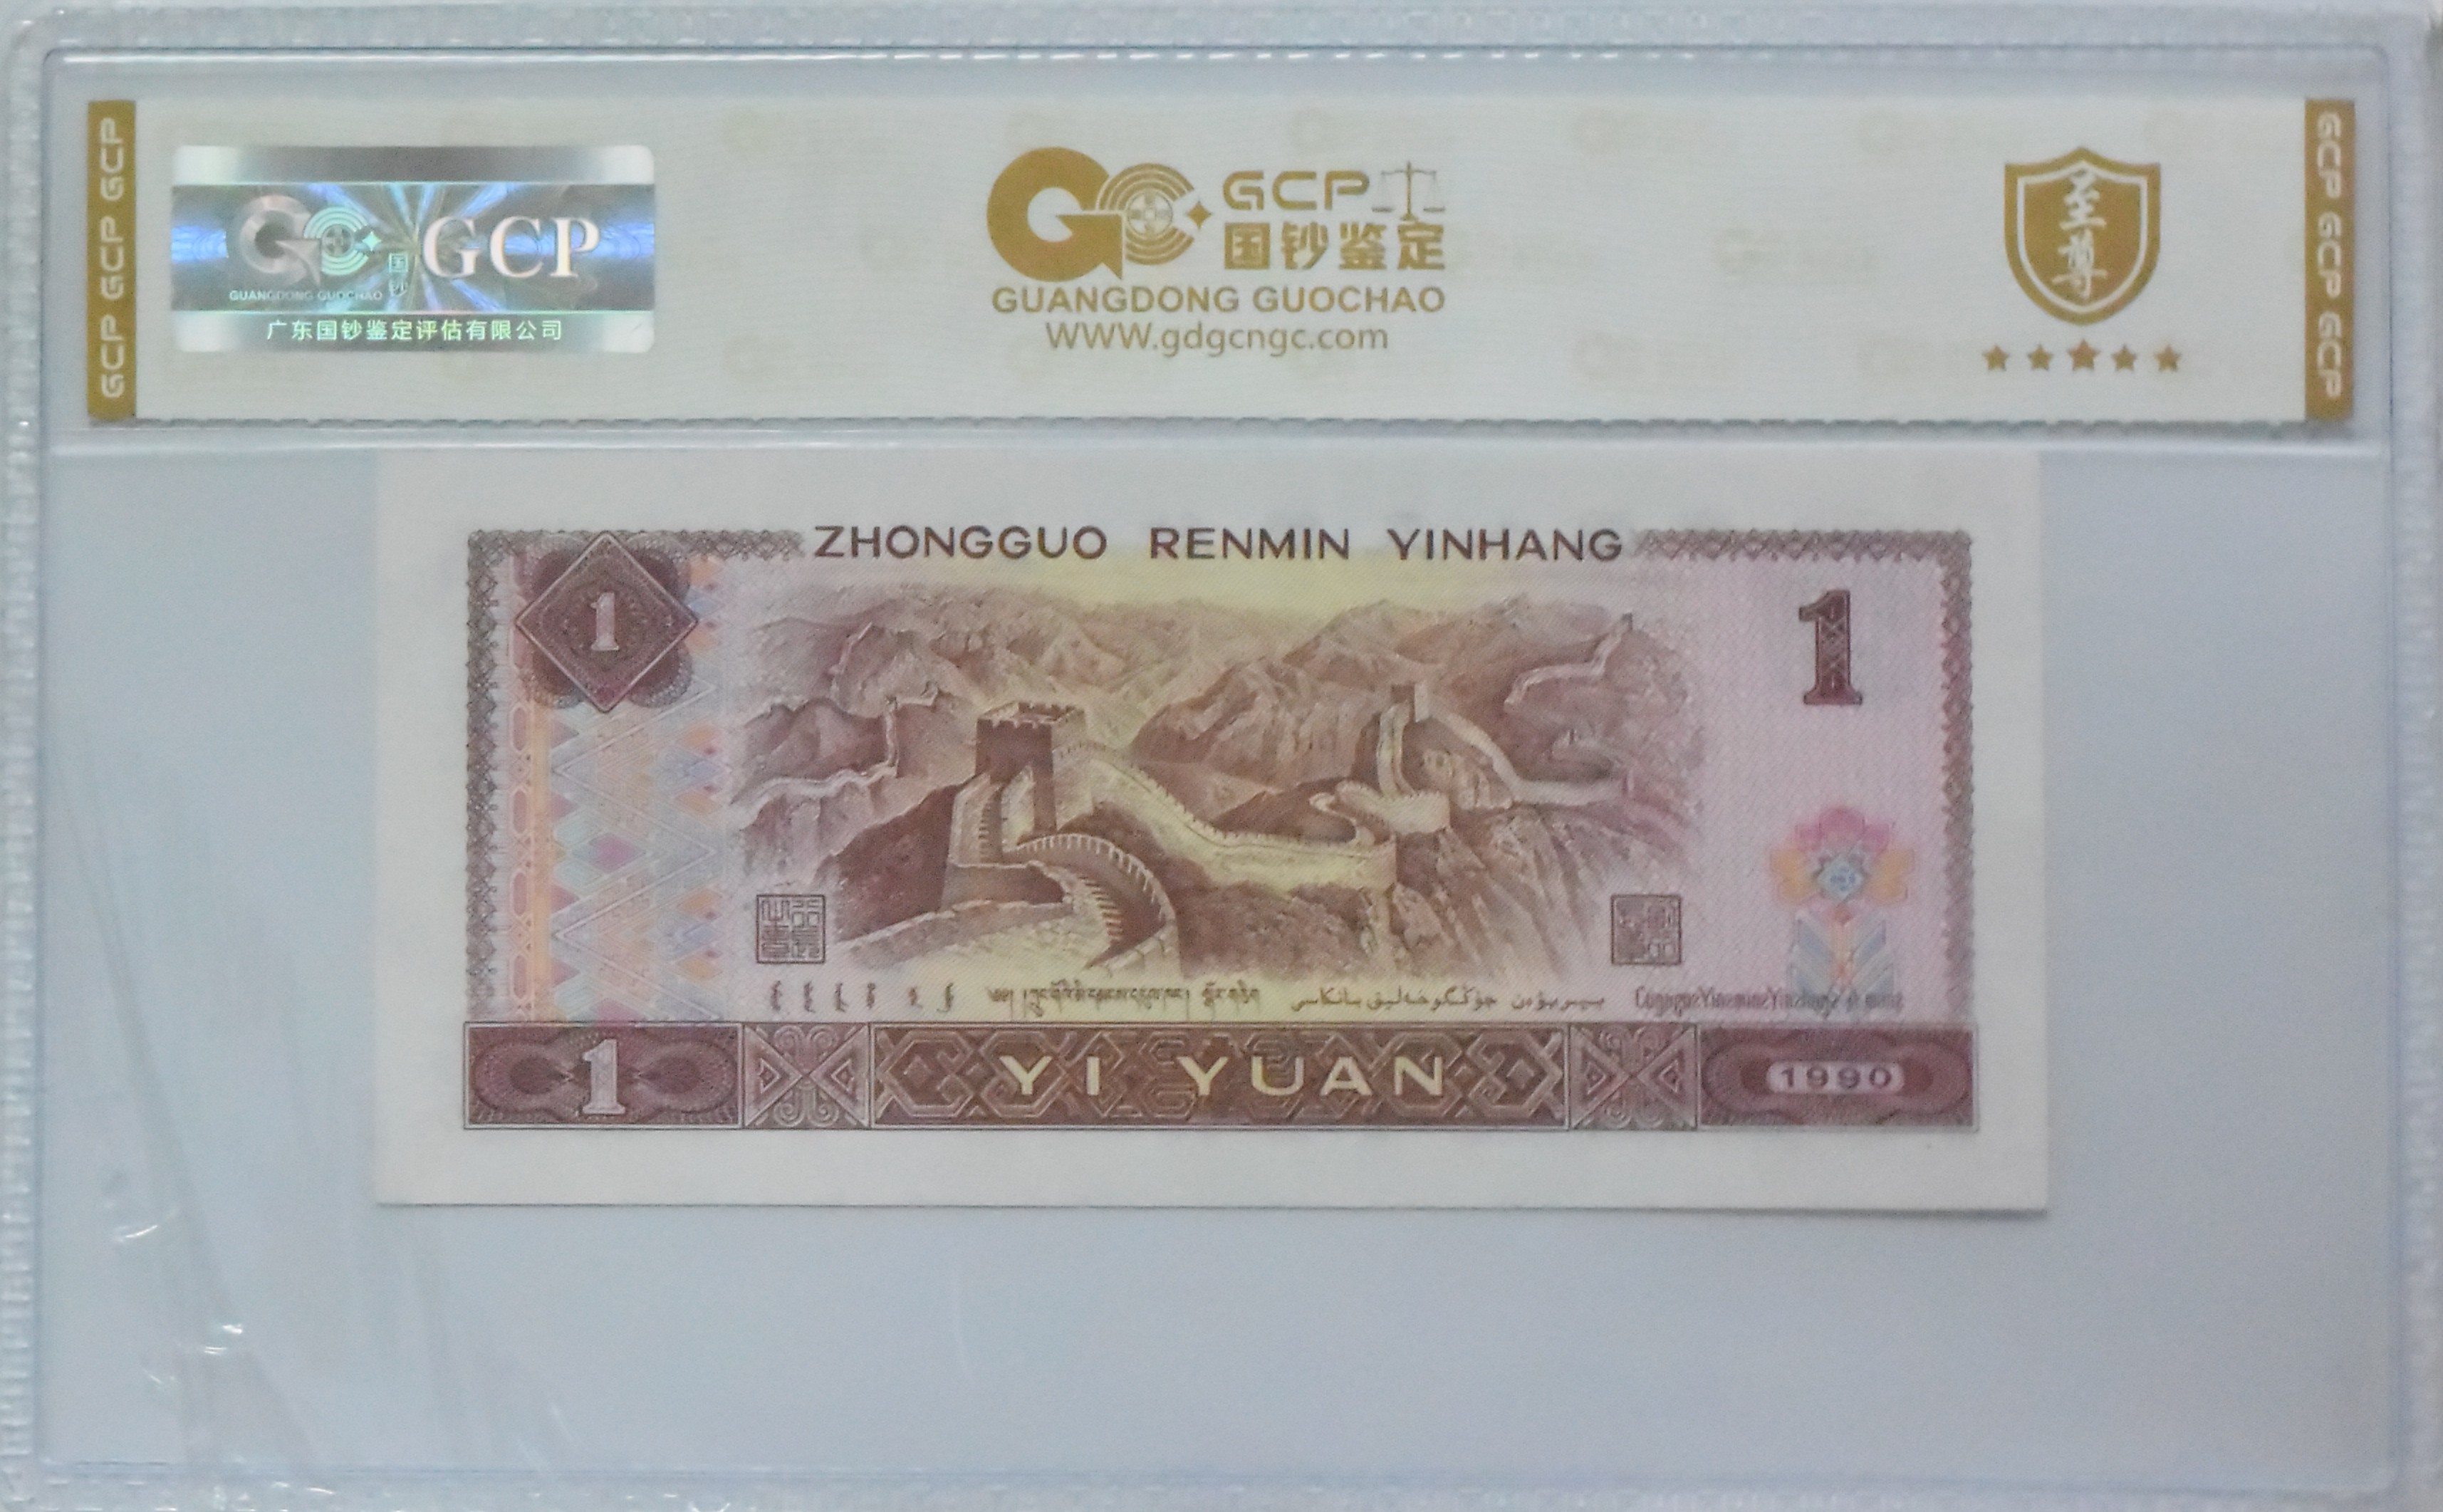 GCP GCP GCP
GCP
国钞
GUANGDONG GUOCHAO
广东国钞鉴定评估有限公司
GCP
国钞鉴定
GUANGDONG GUOCHAO
WWW.gdgcngc.com
至尊
GCP GCP GCP
ZHONGGUO RENMIN YINHANG
1
1
1
YI YUAN
1990